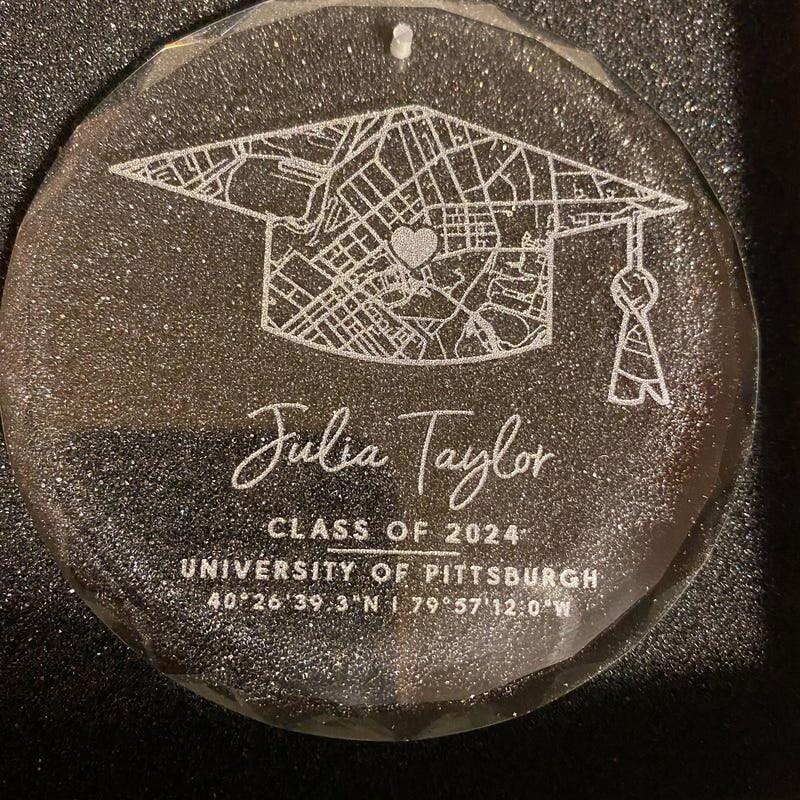 Julia Taylor
CLASS OF 2024
UNIVERSITY OF PITTSBURGH
40°26'39.3"N | 79°57'12.0"W